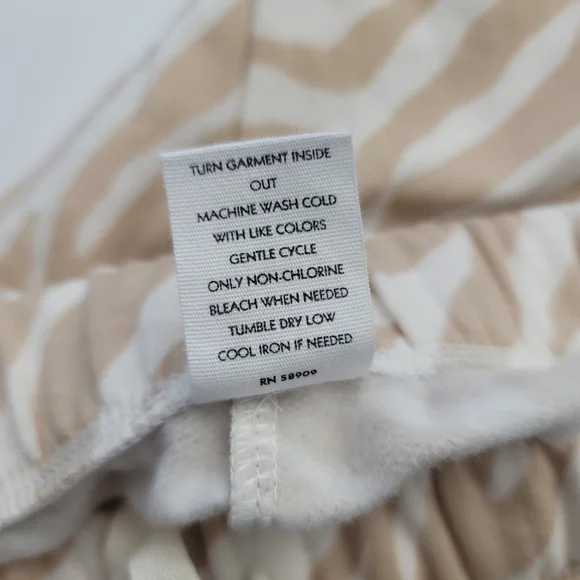 TURN GARMENT INSIDE
OUT
MACHINE WASH COLD
WITH LIKE COLORS
GENTLE CYCLE
ONLY NON-CHLORINE
BLEACH WHEN NEEDED
TUMBLE DRY LOW
COOL IRON IF NEEDED
RN 58909